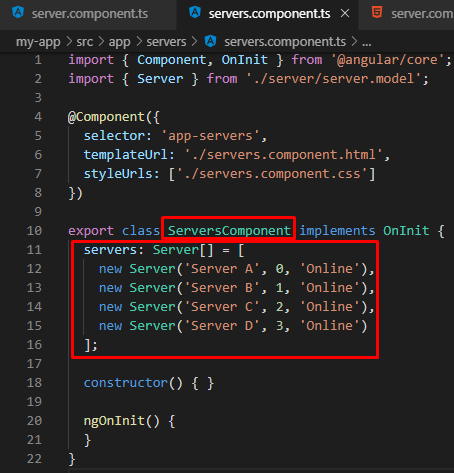 server.component.ts servers.component.ts server.com
my-app > src > app > servers > servers.component.ts > ...
1 import { Component, OnInit } from '@angular/core';
2 import { Server } from './server/server.model';
3
4 @Component({
5 selector: 'app-servers',
6 templateUrl: './servers.component.html',
7 styleUrls: ['./servers.component.css']
8 })
9
10 export class ServersComponent implements OnInit {
11 servers: Server[] = [
12 new Server('Server A', 0, 'Online'),
13 new Server('Server B', 1, 'Online'),
14 new Server('Server C', 2, 'Online'),
15 new Server('Server D', 3, 'Online')
16 ];
17
18 constructor() { }
19
20 ngOnInit() {
21 }
22 }